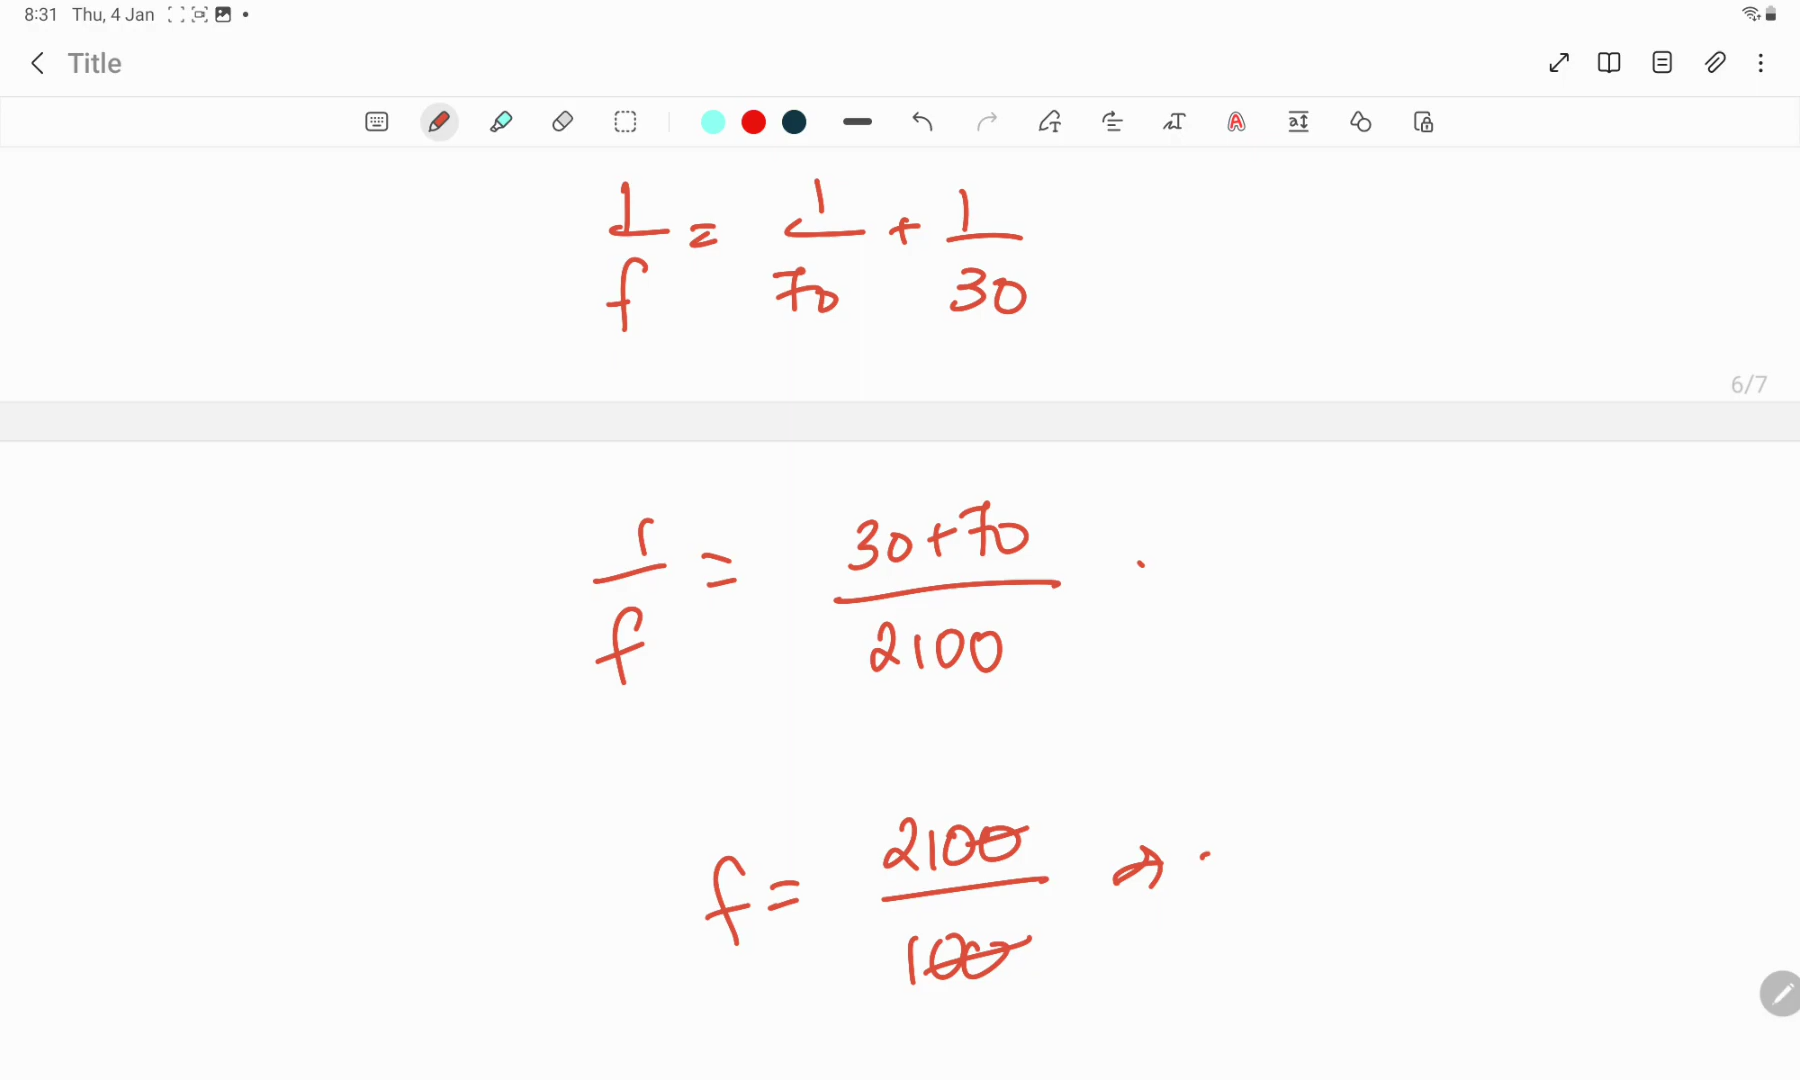 8:31 Thu, 4 Jan
Title
1/f = 1/70 + 1/30
6/7
1/f = 30+70/2100
f = 2100/100 →